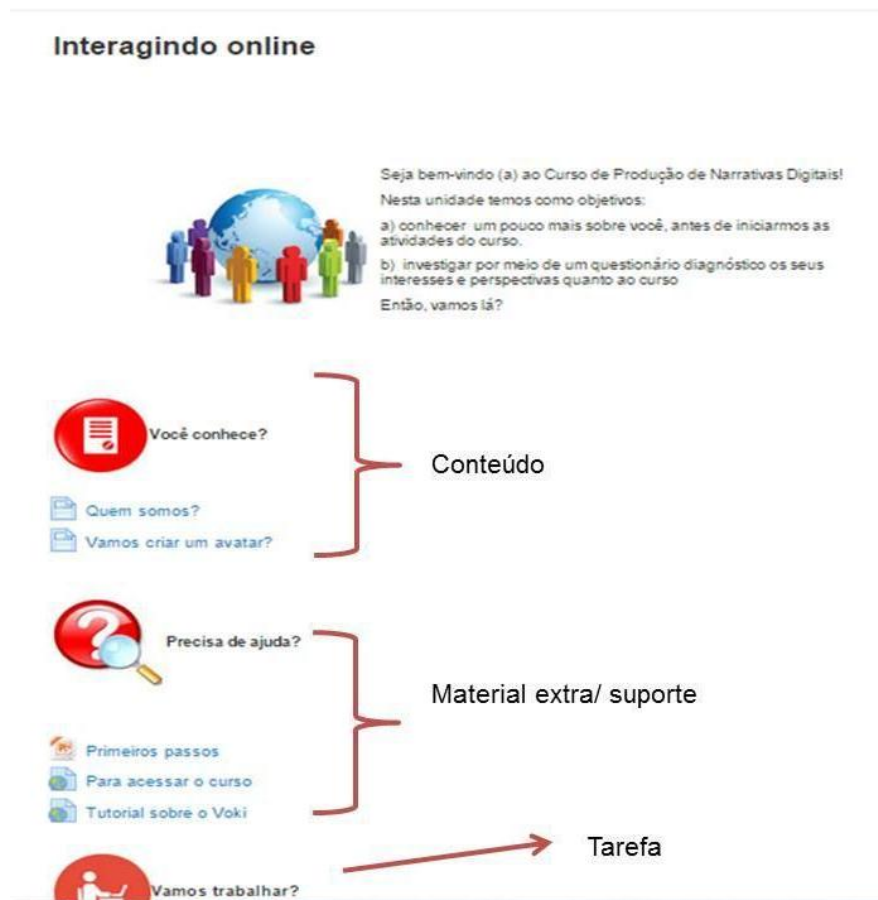 Interagindo online
Seja bem-vindo (a) ao Curso de Produção de Narrativas Digitais!
Nesta unidade temos como objetivos:
a) conhecer um pouco mais sobre você, antes de iniciarmos as
atividades do curso.
b) investigar por meio de um questionário diagnóstico os seus
interesses e perspectivas quanto ao curso
Então, vamos lá?
Você conhece?
Conteúdo
Quem somos?
Vamos criar um avatar?
Precisa de ajuda?
Material extra/ suporte
Primeiros passos
Para acessar o curso
Tutorial sobre o Voki
Tarefa
Vamos trabalhar?